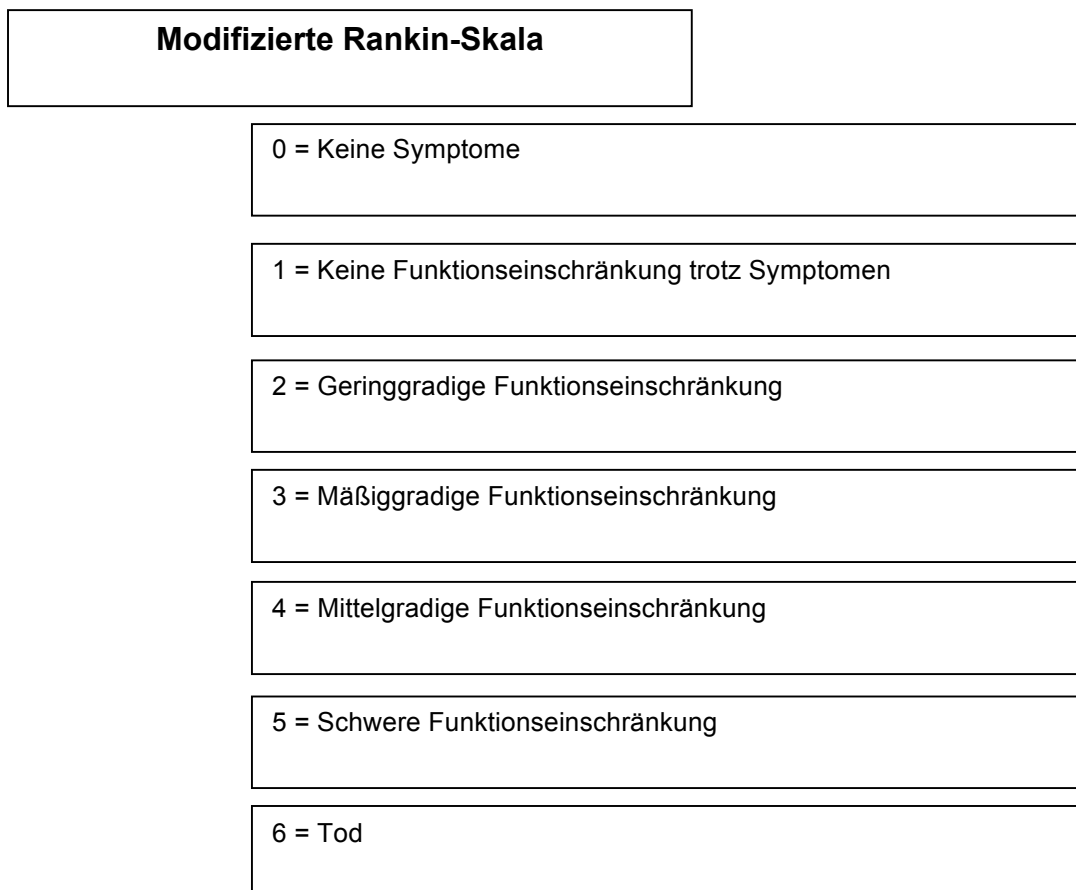 Modifizierte Rankin-Skala
0 = Keine Symptome
1 = Keine Funktionseinschränkung trotz Symptomen
2 = Geringgradige Funktionseinschränkung
3 = Mäßiggradige Funktionseinschränkung
4 = Mittelgradige Funktionseinschränkung
5 = Schwere Funktionseinschränkung
6 = Tod